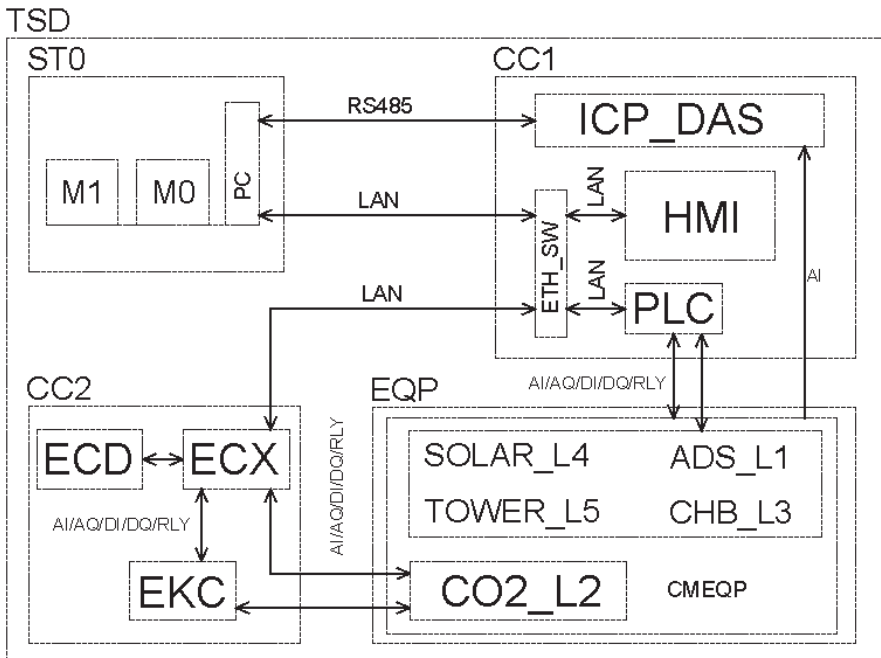 TSD
ST0
CC1
RS485
ICP_DAS
M1
M0
PC
LAN
ETH_SW
LAN
HMI
AI
LAN
LAN
PLC
AI/AQ/DI/DQ/RLY
CC2
EQP
ECD
ECX
AI/AQ/DI/DQ/RLY
SOLAR_L4
ADS_L1
TOWER_L5
CHB_L3
AI/AQ/DI/DQ/RLY
EKC
CO2_L2
CMEQP